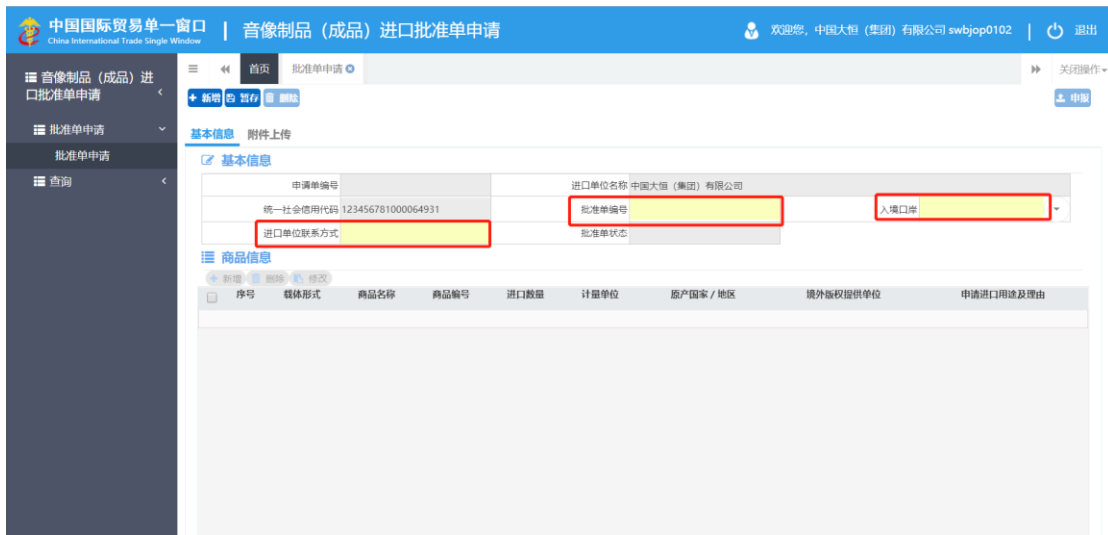 中国国际贸易单一窗口 | 音像制品（成品）进口批准单申请 欢迎您，中国大恒（集团）有限公司 swbjop0102 | 退出
China International Trade Single Window
音像制品（成品）进口批准单申请
首页 批准单申请 关闭操作
+ 新增 暂存 删除 申报
批准单申请
批准单申请
查询
基本信息 附件上传
基本信息
申请单编号 进口单位名称 中国大恒（集团）有限公司
统一社会信用代码 123456781000064931 批准单编号 入境口岸
进口单位联系方式 批准单状态
商品信息
+ 新增 删除 修改
序号 载体形式 商品名称 商品编号 进口数量 计量单位 原产国家 / 地区 境外版权提供单位 申请进口用途及理由